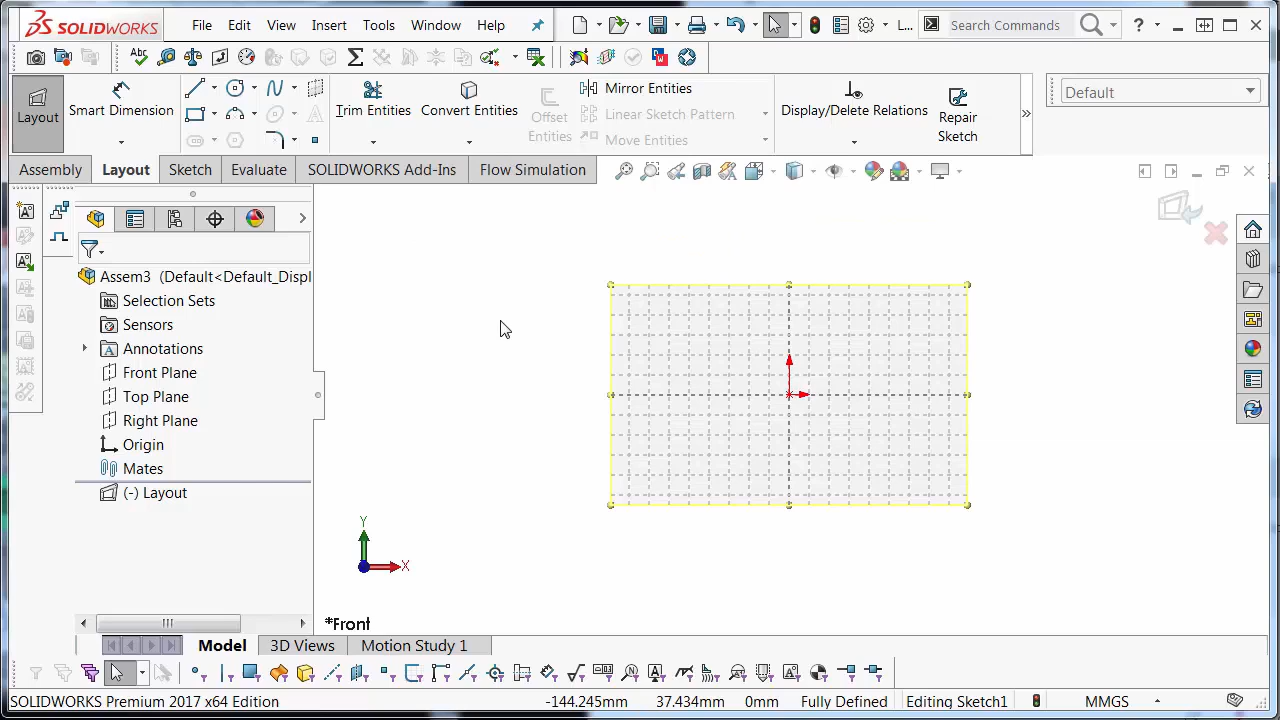 SOLIDWORKS File Edit View Insert Tools Window Help L... Search Commands ?
Layout Smart Dimension Trim Entities Convert Entities Offset Entities Mirror Entities Linear Sketch Pattern Move Entities Display/Delete Relations Repair Sketch Default
Assembly Layout Sketch Evaluate SOLIDWORKS Add-Ins Flow Simulation
Assem3 (Default<Default_Displ
Selection Sets
Sensors
Annotations
Front Plane
Top Plane
Right Plane
Origin
Mates
(-) Layout
Y
X
*Front
Model 3D Views Motion Study 1
SOLIDWORKS Premium 2017 x64 Edition -144.245mm 37.434mm 0mm Fully Defined Editing Sketch1 MMGS